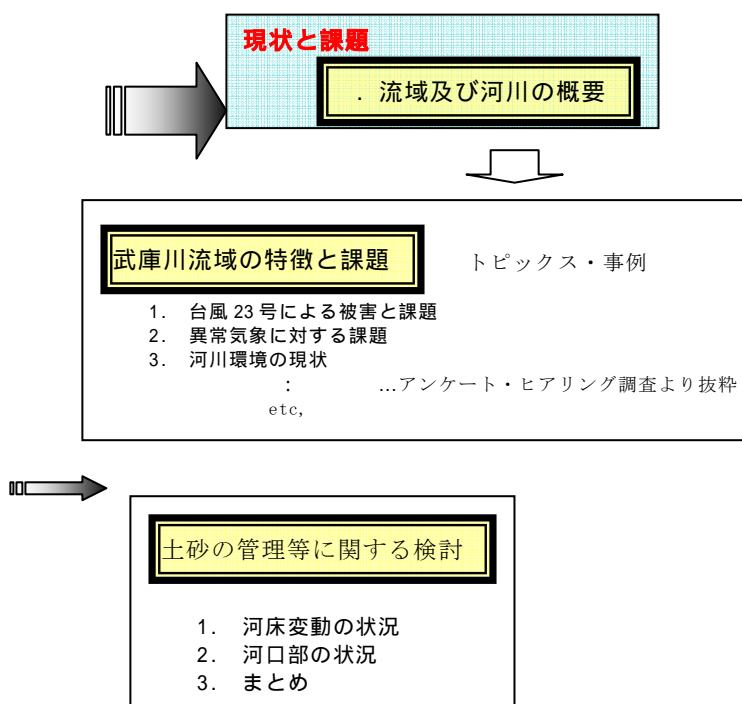 現状と課題
．流域及び河川の概要
武庫川流域の特徴と課題
トピックス・事例
1. 台風 23 号による被害と課題
2. 異常気象に対する課題
3. 河川環境の現状
：
…アンケート・ヒアリング調査より抜粋
etc,
土砂の管理等に関する検討
1. 河床変動の状況
2. 河口部の状況
3. まとめ